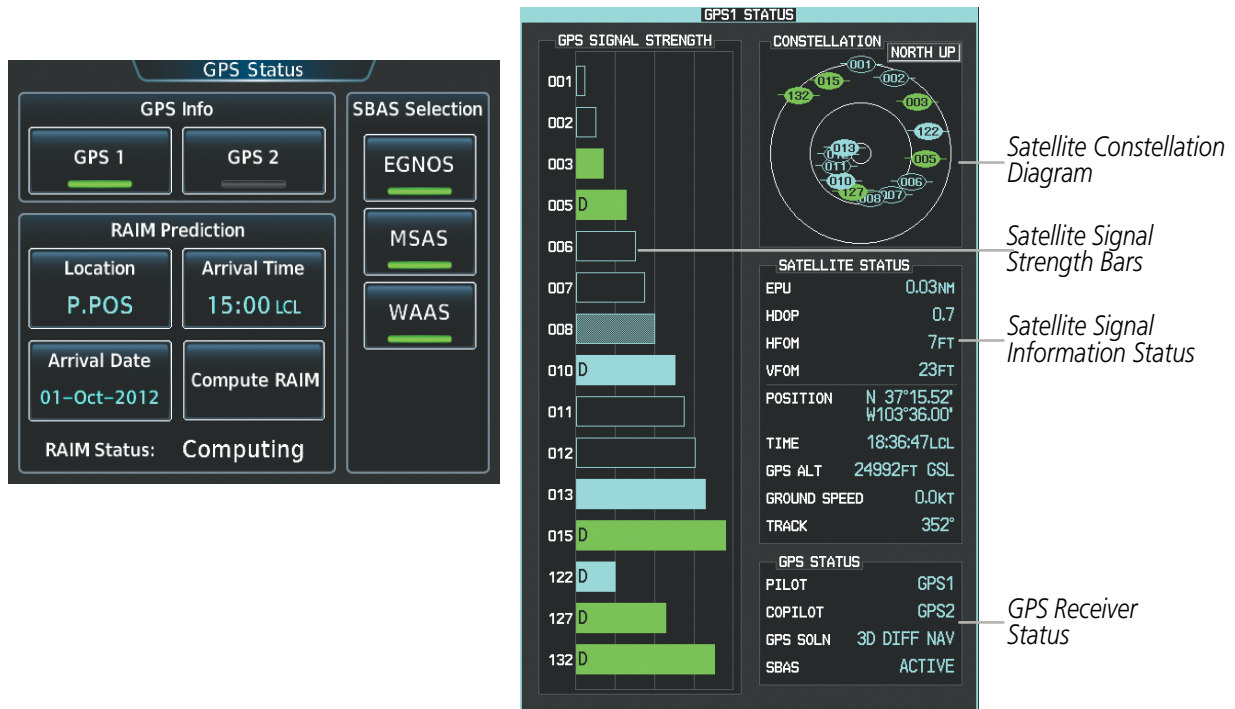 GPS Status
GPS Info
GPS 1
GPS 2
RAIM Prediction
Location
P.POS
Arrival Time
15:00 LCL
Arrival Date
01-Oct-2012
Compute RAIM
RAIM Status: Computing
SBAS Selection
EGNOS
MSAS
WAAS
GPS1 STATUS
GPS SIGNAL STRENGTH
001
002
003
005 D
006
007
008
010 D
011
012
013
015 D
122 D
127 D
132 D
CONSTELLATION
NORTH UP
001
015
002
132
003
122
013
005
011
010
006
127
008
007
SATELLITE STATUS
EPU 0.03NM
HDOP 0.7
HFOM 7FT
VFOM 23FT
POSITION N 37°15.52'
W103°36.00'
TIME 18:36:47LCL
GPS ALT 24992FT GSL
GROUND SPEED 0.0KT
TRACK 352°
GPS STATUS
PILOT GPS1
COPILOT GPS2
GPS SOLN 3D DIFF NAV
SBAS ACTIVE
Satellite Constellation
Diagram
Satellite Signal
Strength Bars
Satellite Signal
Information Status
GPS Receiver
Status